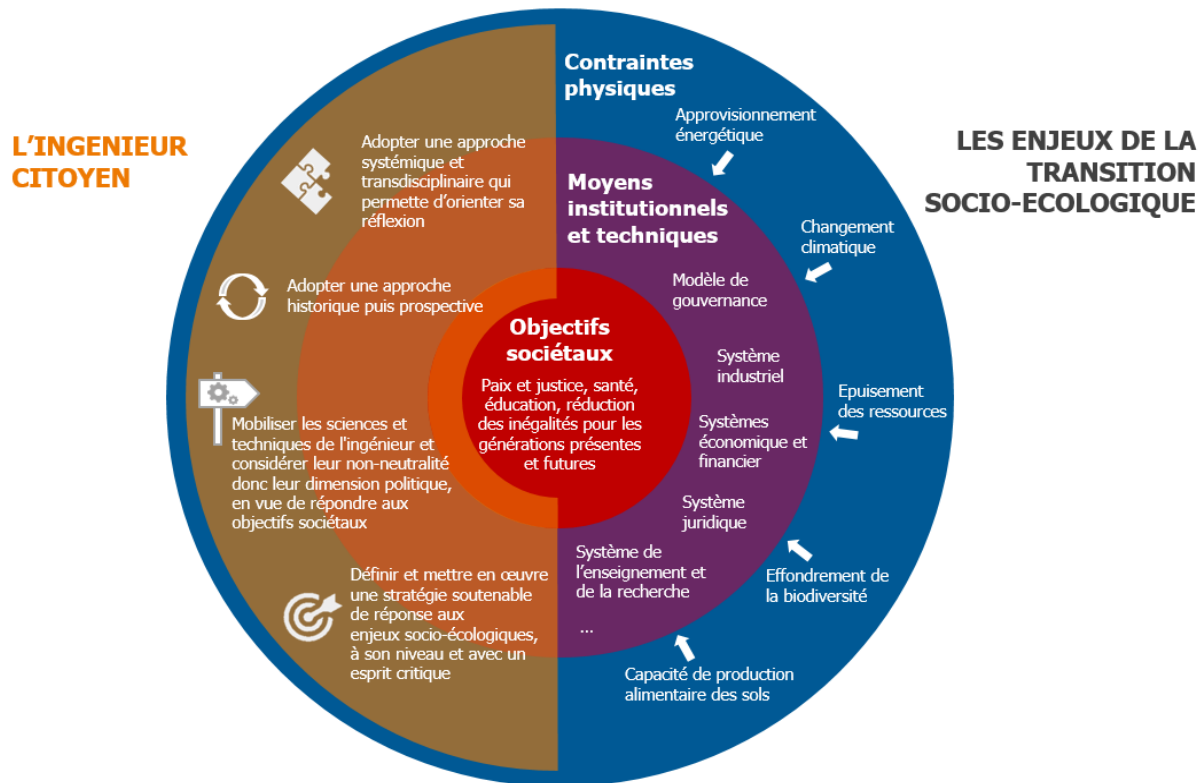 L'INGENIEUR
CITOYEN
Adopter une approche
systémique et
transdisciplinaire qui
permette d'orienter sa
réflexion
Adopter une approche
historique puis prospective
Mobiliser les sciences et
techniques de l'ingénieur et
considérer leur non-neutralité
donc leur dimension politique,
en vue de répondre aux
objectifs sociétaux
Définir et mettre en œuvre
une stratégie soutenable
de réponse aux
enjeux socio-écologiques,
à son niveau et avec un
esprit critique
Objectifs
sociétaux
Paix et justice, santé,
éducation, réduction
des inégalités pour les
générations présentes
et futures
Moyens
institutionnels
et techniques
Modèle de
gouvernance
Système
industriel
Systèmes
économique et
financier
Système
juridique
Système de
l'enseignement et
de la recherche
...
Contraintes
physiques
Approvisionnement
énergétique
Changement
climatique
Epuisement
des ressources
Effondrement de
la biodiversité
Capacité de production
alimentaire des sols
LES ENJEUX DE LA
TRANSITION
SOCIO-ECOLOGIQUE